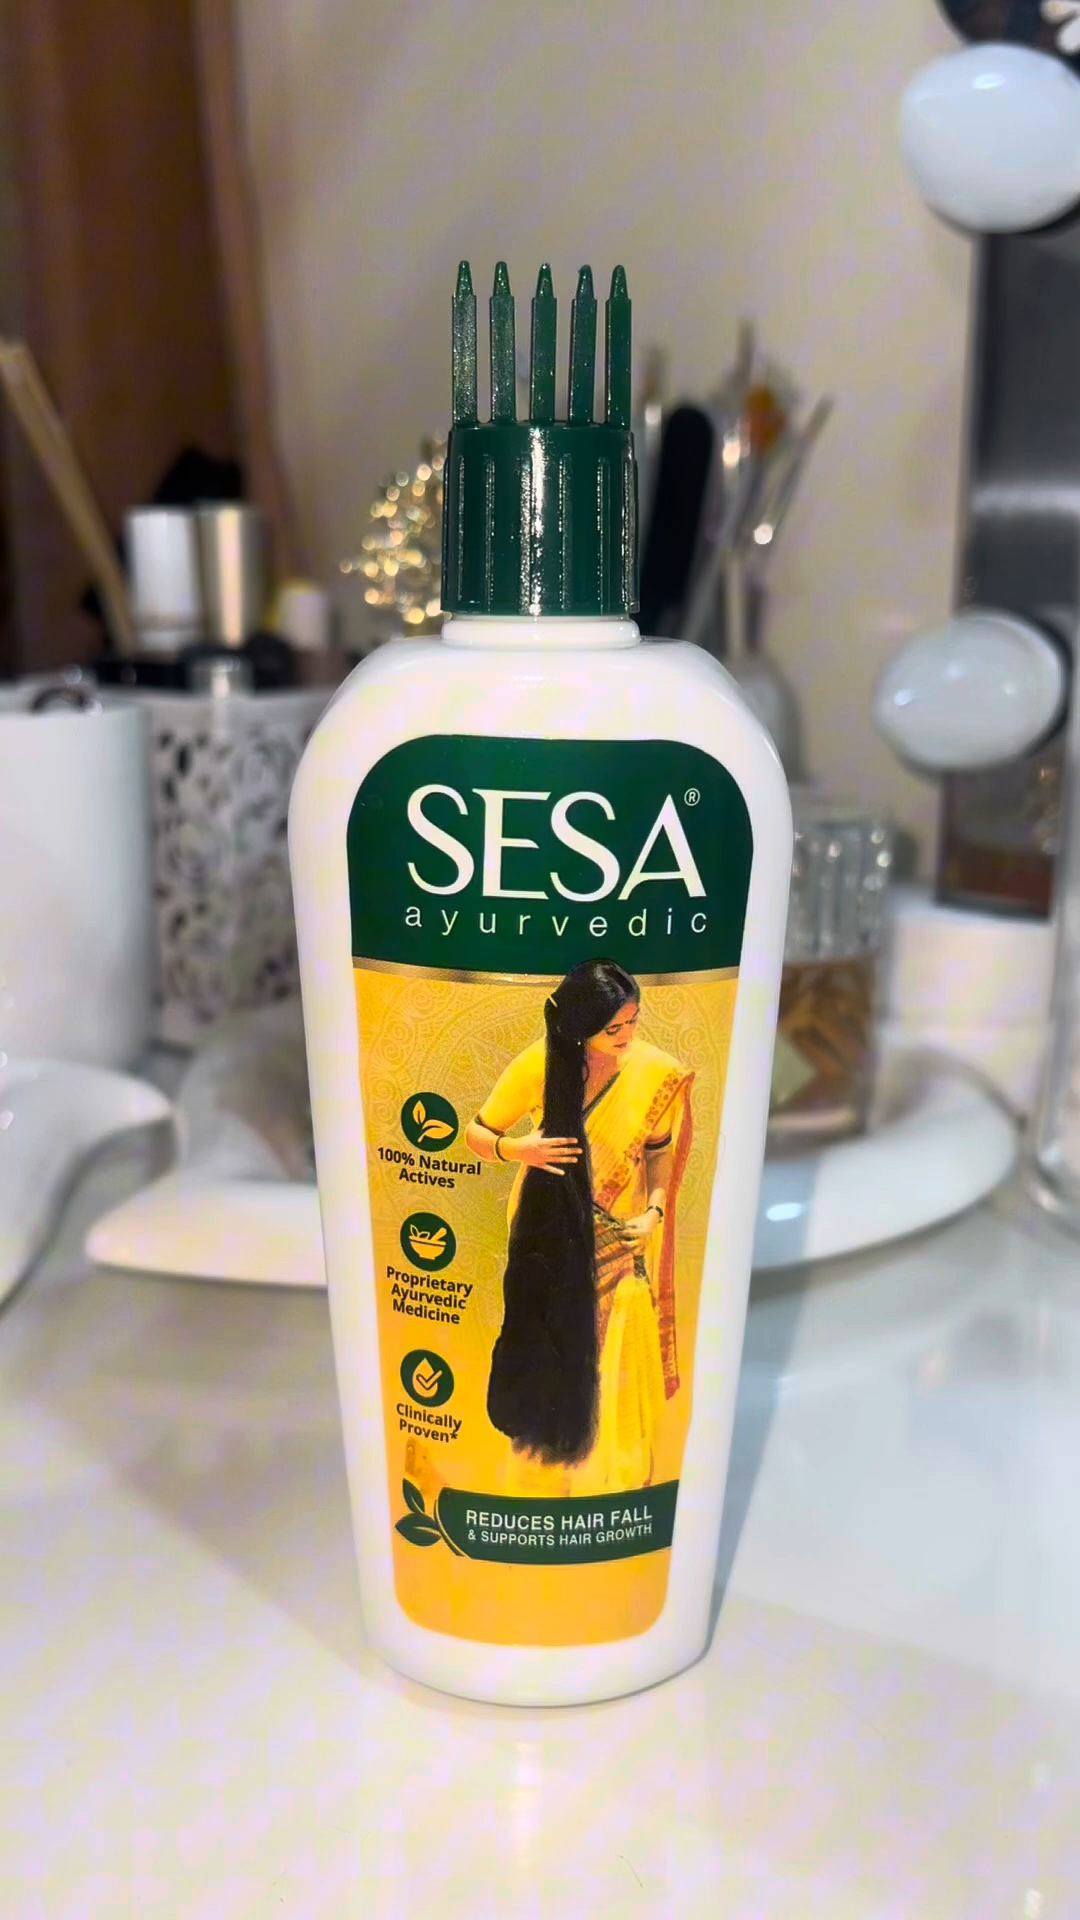 SESA®
ayurvedic
100% Natural
Actives
Proprietary
Ayurvedic
Medicine
Clinically
Proven*
REDUCES HAIR FALL
& SUPPORTS HAIR GROWTH